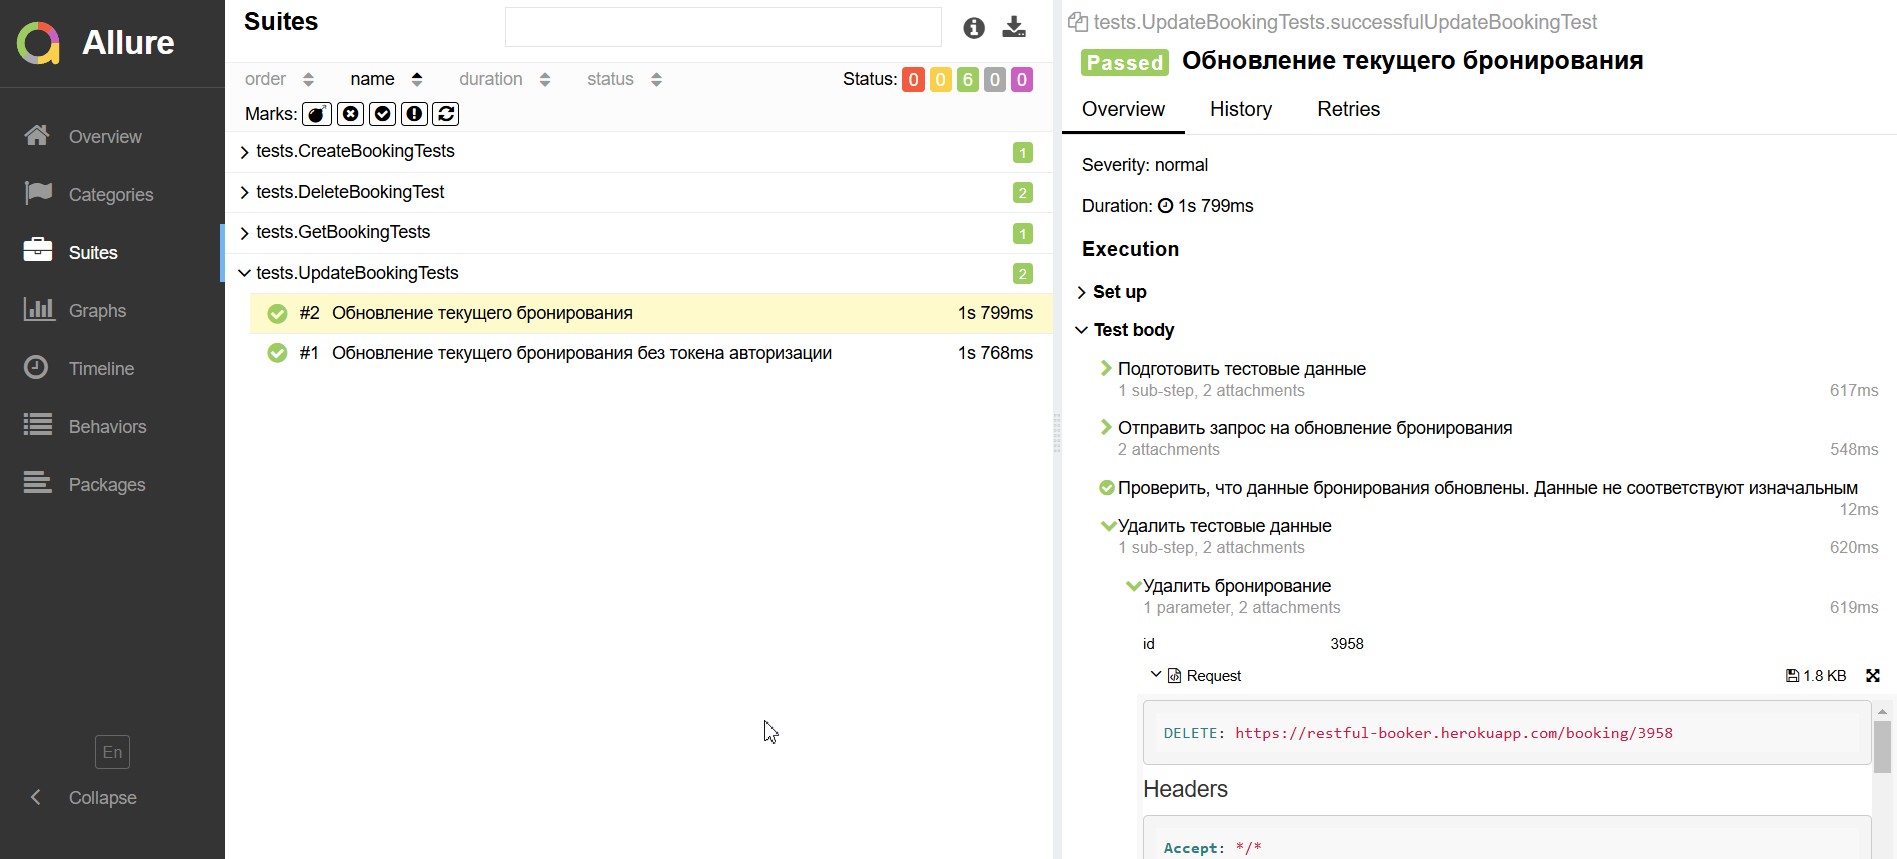 Allure
Overview
Categories
Suites
Graphs
Timeline
Behaviors
Packages
En
Collapse
Suites
order name duration status Status: 0 0 6 0 0
Marks:
tests.CreateBookingTests 1
tests.DeleteBookingTest 2
tests.GetBookingTests 1
tests.UpdateBookingTests 2
#2 Обновление текущего бронирования 1s 799ms
#1 Обновление текущего бронирования без токена авторизации 1s 768ms
tests.UpdateBookingTests.successfulUpdateBookingTest
Passed Обновление текущего бронирования
Overview History Retries
Severity: normal
Duration: 1s 799ms
Execution
Set up
Test body
Подготовить тестовые данные
1 sub-step, 2 attachments 617ms
Отправить запрос на обновление бронирования
2 attachments 548ms
Проверить, что данные бронирования обновлены. Данные не соответствуют изначальным
12ms
Удалить тестовые данные
1 sub-step, 2 attachments 620ms
Удалить бронирование
1 parameter, 2 attachments 619ms
id 3958
Request 1.8 KB
DELETE: https://restful-booker.herokuapp.com/booking/3958
Headers
Accept: */*